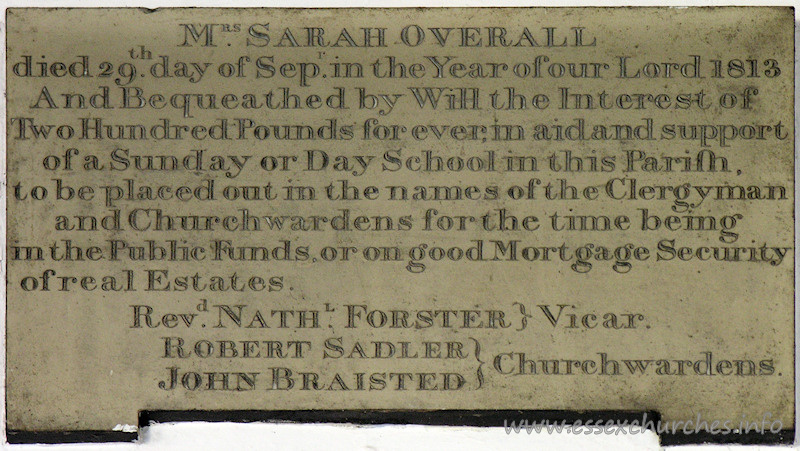 Mrs SARAH OVERALL
died 29th. day of Sepr. in the Year of our Lord 1813
And Bequeathed by Will the Interest of
Two Hundred Pounds for ever, in aid and support
of a Sunday or Day School in this Pariſh,
to be placed out in the names of the Clergyman
and Churchwardens for the time being
in the Public Funds, or on good Mortgage Security
of real Estates.
Revd. NATHL. FORSTER } Vicar.
ROBERT SADLER }
JOHN BRAISTED } Churchwardens.
www.essexchurches.info